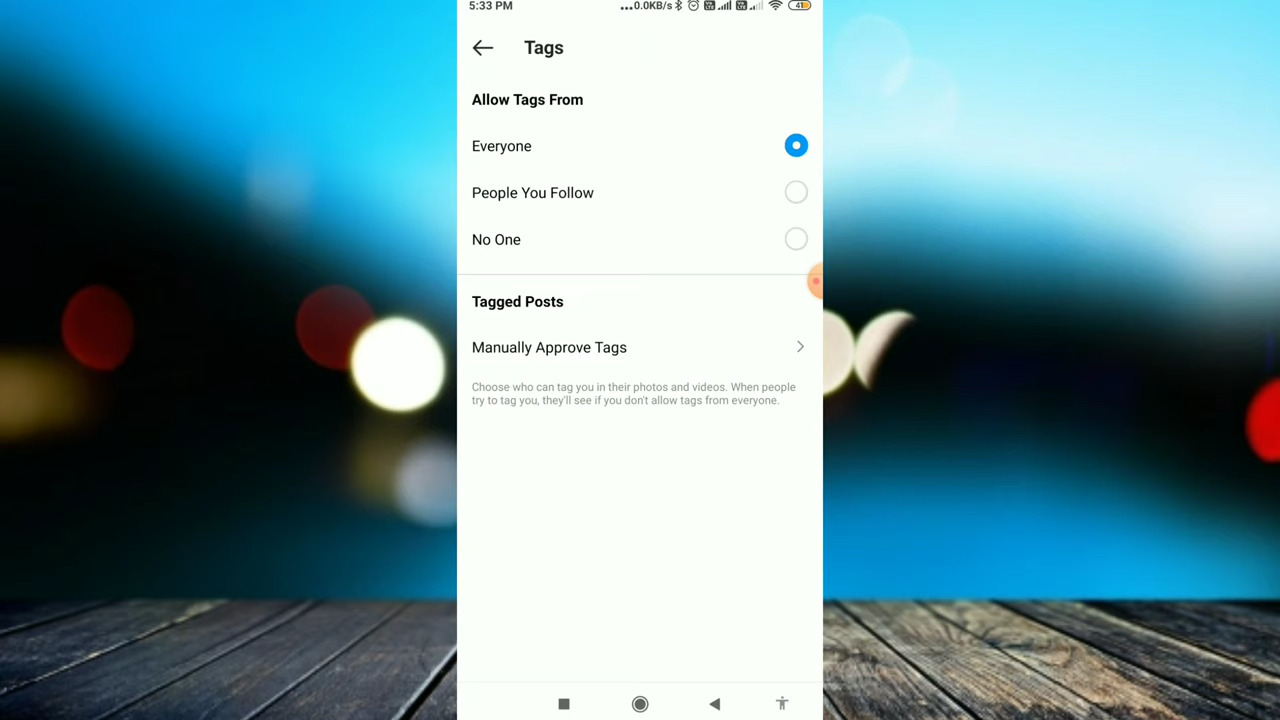 5:33 PM
...0.0KB/s
41
Tags
Allow Tags From
Everyone
People You Follow
No One
Tagged Posts
Manually Approve Tags
Choose who can tag you in their photos and videos. When people
try to tag you, they'll see if you don't allow tags from everyone.